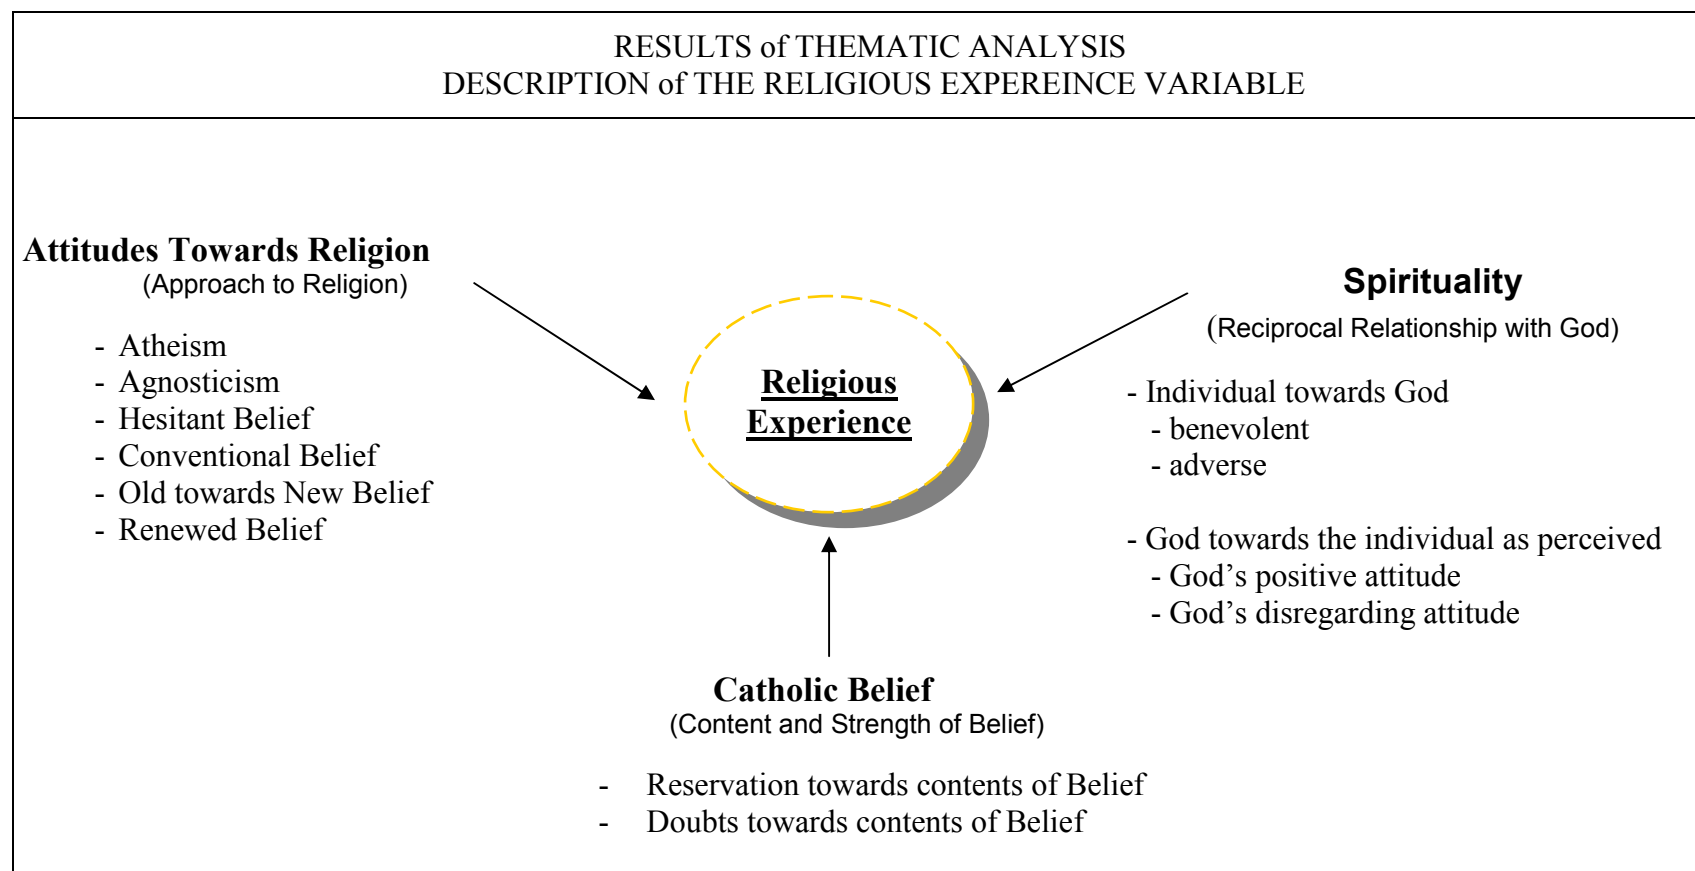 RESULTS of THEMATIC ANALYSIS
DESCRIPTION of THE RELIGIOUS EXPEREINCE VARIABLE
Attitudes Towards Religion
(Approach to Religion)
- Atheism
- Agnosticism
- Hesitant Belief
- Conventional Belief
- Old towards New Belief
- Renewed Belief
Religious
Experience
Spirituality
(Reciprocal Relationship with God)
- Individual towards God
- benevolent
- adverse
- God towards the individual as perceived
- God’s positive attitude
- God’s disregarding attitude
Catholic Belief
(Content and Strength of Belief)
- Reservation towards contents of Belief
- Doubts towards contents of Belief